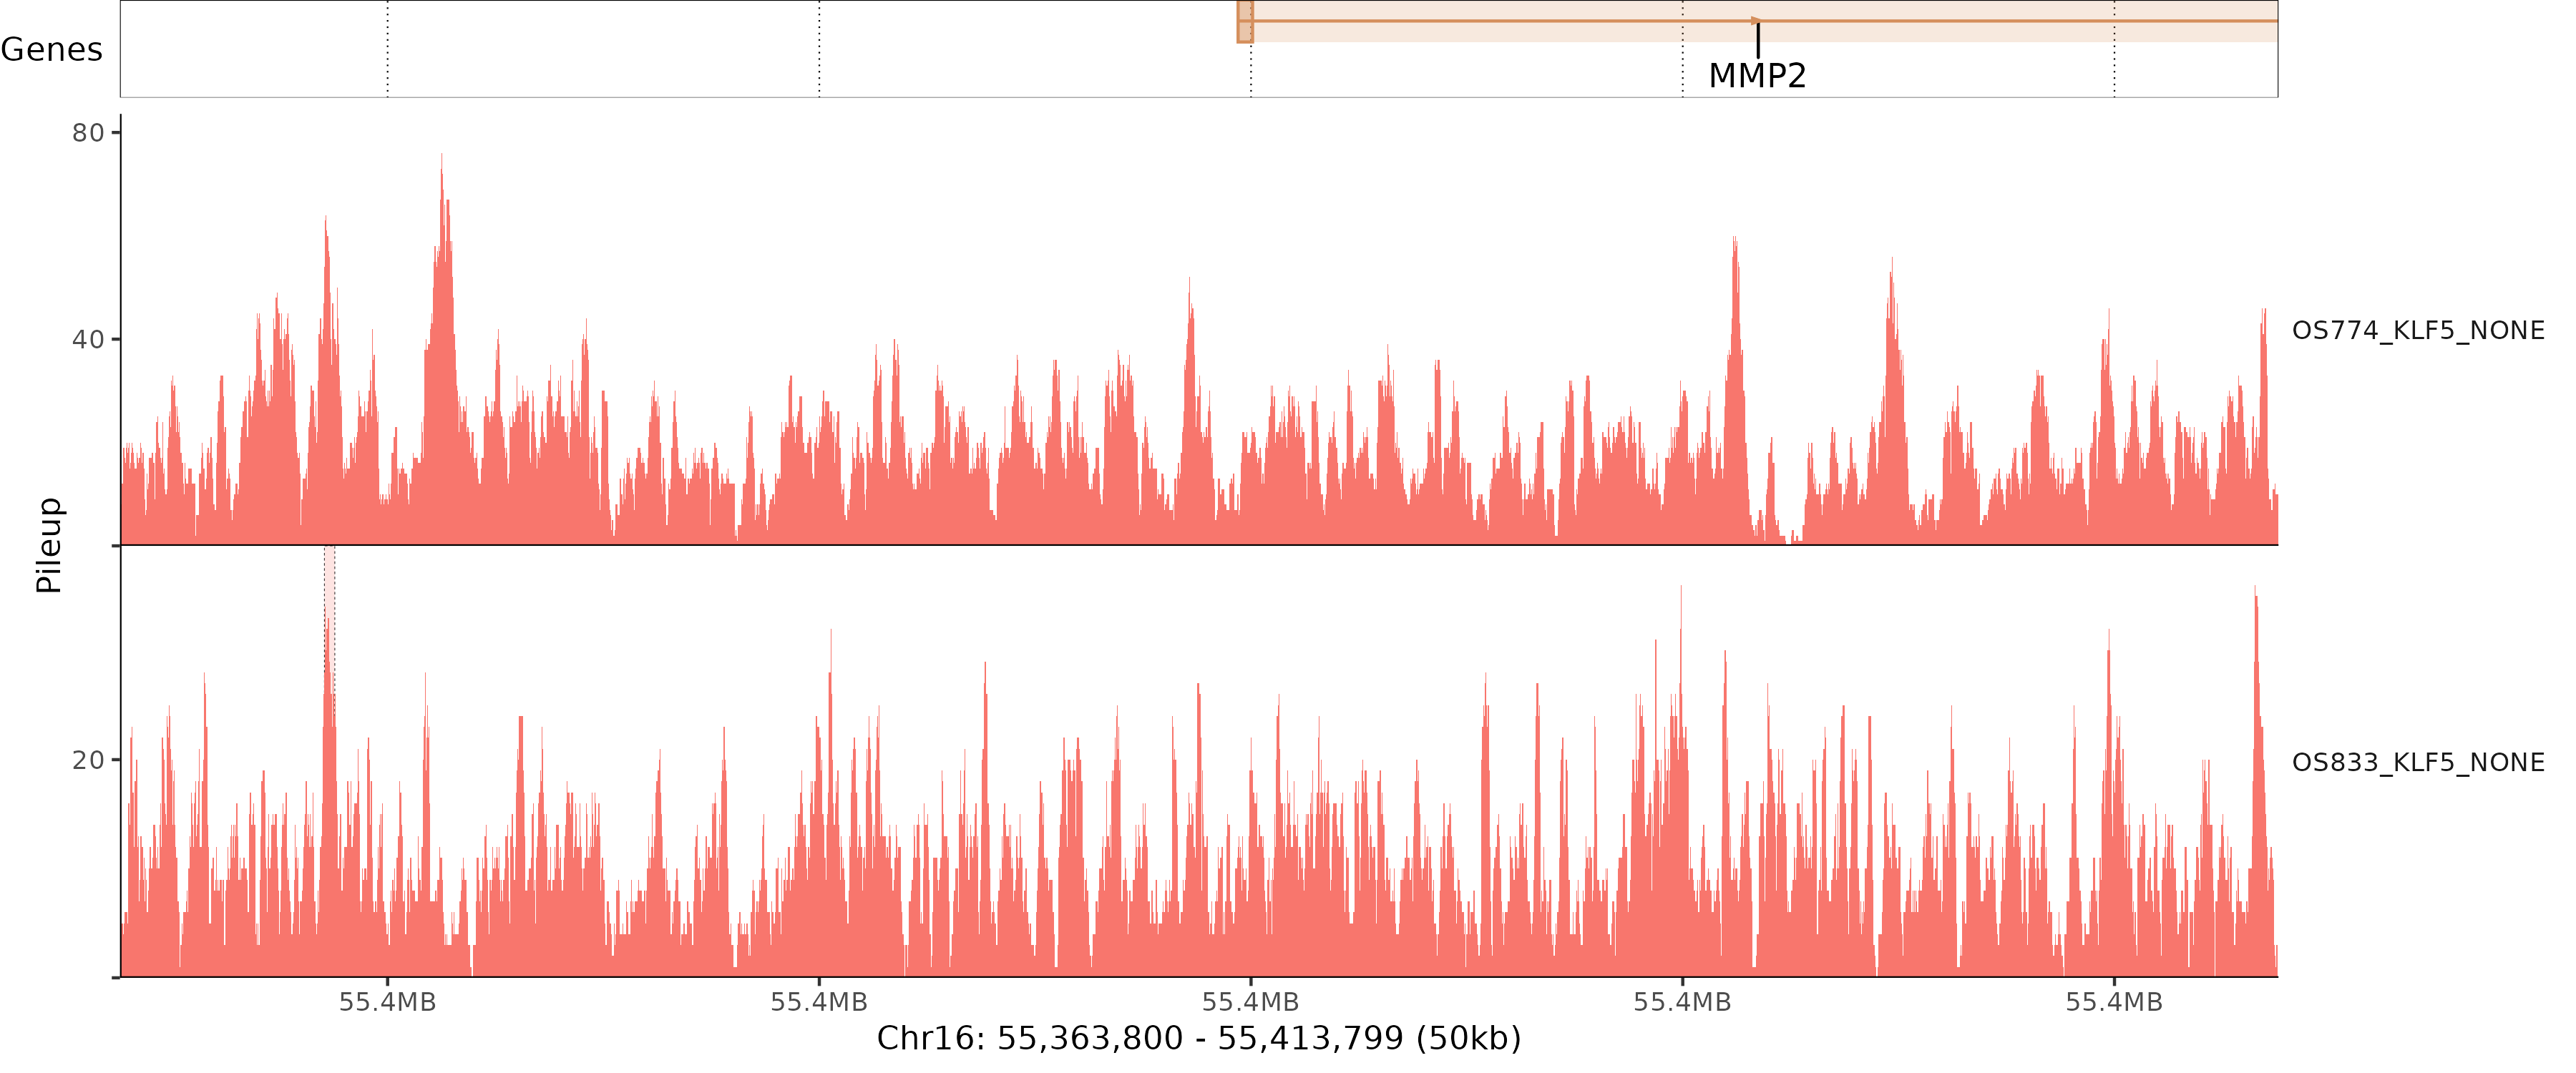 Genes
MMP2
80
40
OS774_KLF5_NONE
Pileup
20
OS833_KLF5_NONE
55.4MB 55.4MB 55.4MB 55.4MB 55.4MB
Chr16: 55,363,800 - 55,413,799 (50kb)